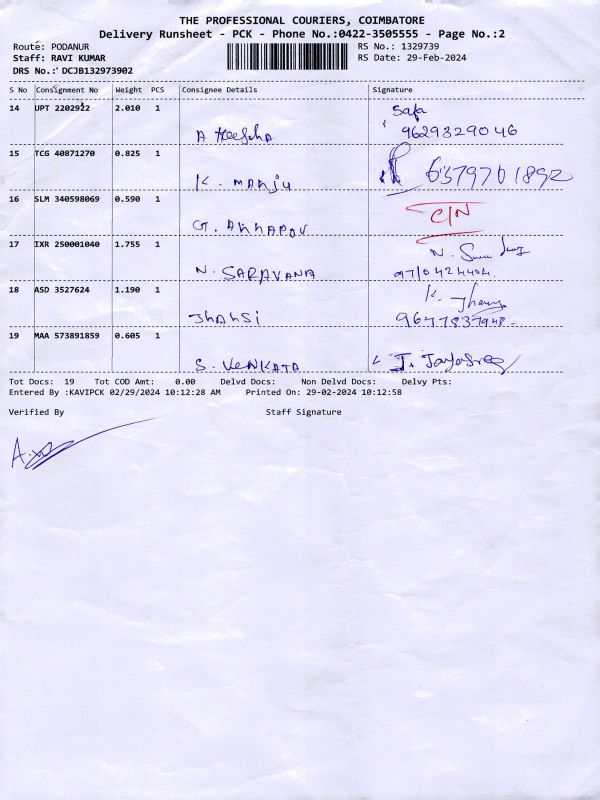 THE PROFESSIONAL COURIERS, COIMBATORE
Delivery Runsheet - PCK - Phone No.:0422-3505555 - Page No.:2
Route: PODANUR RS No.: 1329739
Staff: RAVI KUMAR RS Date: 29-Feb-2024
DRS No.: DCJB132973902
S No Consignment No Weight PCS Consignee Details Signature
14 UPT 2202922 2.010 1 Safa
A 9629329046
15 TCG 40871270 0.825 1
K. MANJU 6379701892
16 SLM 340598069 0.590 1 C/N
G.
17 IXR 250001040 1.755 1 N.
N. SARAVANA 9710424404.
18 ASD 3527624 1.190 1 K.
JhANSi 96477837948.
19 MAA 573891859 0.605 1
S. VENKATA J. Jayasree
Tot Docs: 19 Tot COD Amt: 0.00 Delvd Docs: Non Delvd Docs: Delvy Pts:
Entered By :KAVIPCK 02/29/2024 10:12:28 AM Printed On: 29-02-2024 10:12:58
Verified By Staff Signature